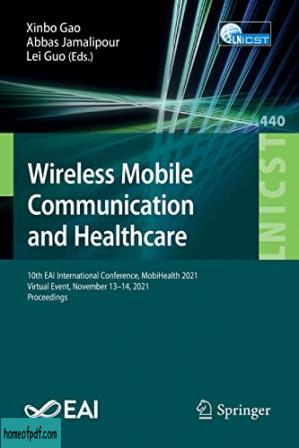 Xinbo Gao
Abbas Jamalipour
Lei Guo (Eds.)
LNICST
440
LNICST
Wireless Mobile
Communication
and Healthcare
10th EAI International Conference, MobiHealth 2021
Virtual Event, November 13–14, 2021
Proceedings
EAI
Springer
homeofpdf.com